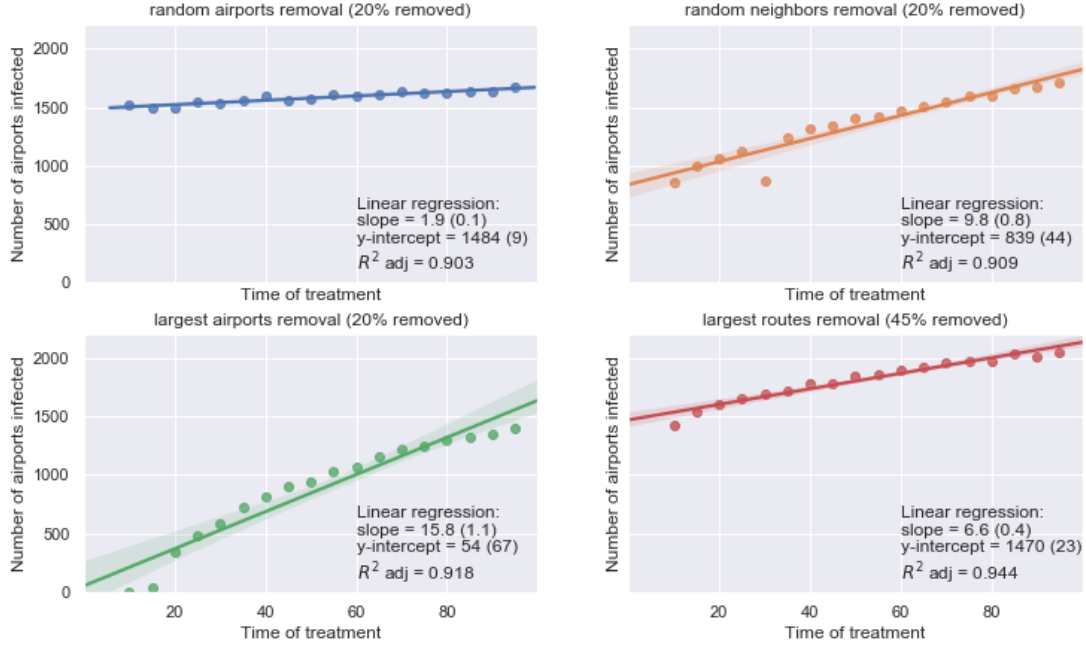 random airports removal (20% removed)
2000
1500
1000
500
0
Number of airports infected
Linear regression:
slope = 1.9 (0.1)
y-intercept = 1484 (9)
R² adj = 0.903
Time of treatment
random neighbors removal (20% removed)
Number of airports infected
Linear regression:
slope = 9.8 (0.8)
y-intercept = 839 (44)
R² adj = 0.909
Time of treatment
largest airports removal (20% removed)
2000
1500
1000
500
0
Number of airports infected
Linear regression:
slope = 15.8 (1.1)
y-intercept = 54 (67)
R² adj = 0.918
20 40 60 80
Time of treatment
largest routes removal (45% removed)
Number of airports infected
Linear regression:
slope = 6.6 (0.4)
y-intercept = 1470 (23)
R² adj = 0.944
20 40 60 80
Time of treatment